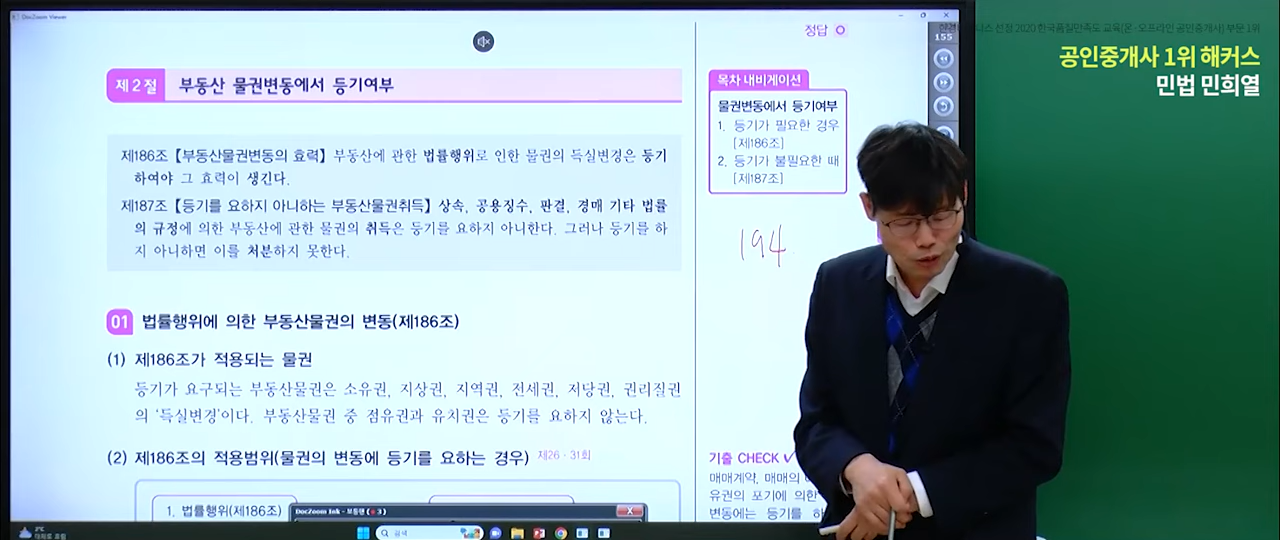 DocZoom Viewer
정답
155
공인중개사 1위 해커스
민법 민희열
제2절 부동산 물권변동에서 등기여부
제186조【부동산물권변동의 효력】 부동산에 관한 법률행위로 인한 물권의 득실변경은 등기
하여야 그 효력이 생긴다.
제187조【등기를 요하지 아니하는 부동산물권취득】 상속, 공용징수, 판결, 경매 기타 법률
의 규정에 의한 부동산에 관한 물권의 취득은 등기를 요하지 아니한다. 그러나 등기를 하
지 아니하면 이를 처분하지 못한다.
01 법률행위에 의한 부동산물권의 변동(제186조)
(1) 제186조가 적용되는 물권
등기가 요구되는 부동산물권은 소유권, 지상권, 지역권, 전세권, 저당권, 권리질권
의 '득실변경'이다. 부동산물권 중 점유권과 유치권은 등기를 요하지 않는다.
(2) 제186조의 적용범위(물권의 변동에 등기를 요하는 경우) 제26·31회
1. 법률행위(제186조)
목차 내비게이션
물권변동에서 등기여부
1. 등기가 필요한 경우
[제186조]
2. 등기가 불필요한 때
[제187조]
194
기출 CHECK ✓
매매계약, 매매의
유권의 포기에 의한
변동에는 등기를
DocZoom Ink - 보통펜 (●3)
검색